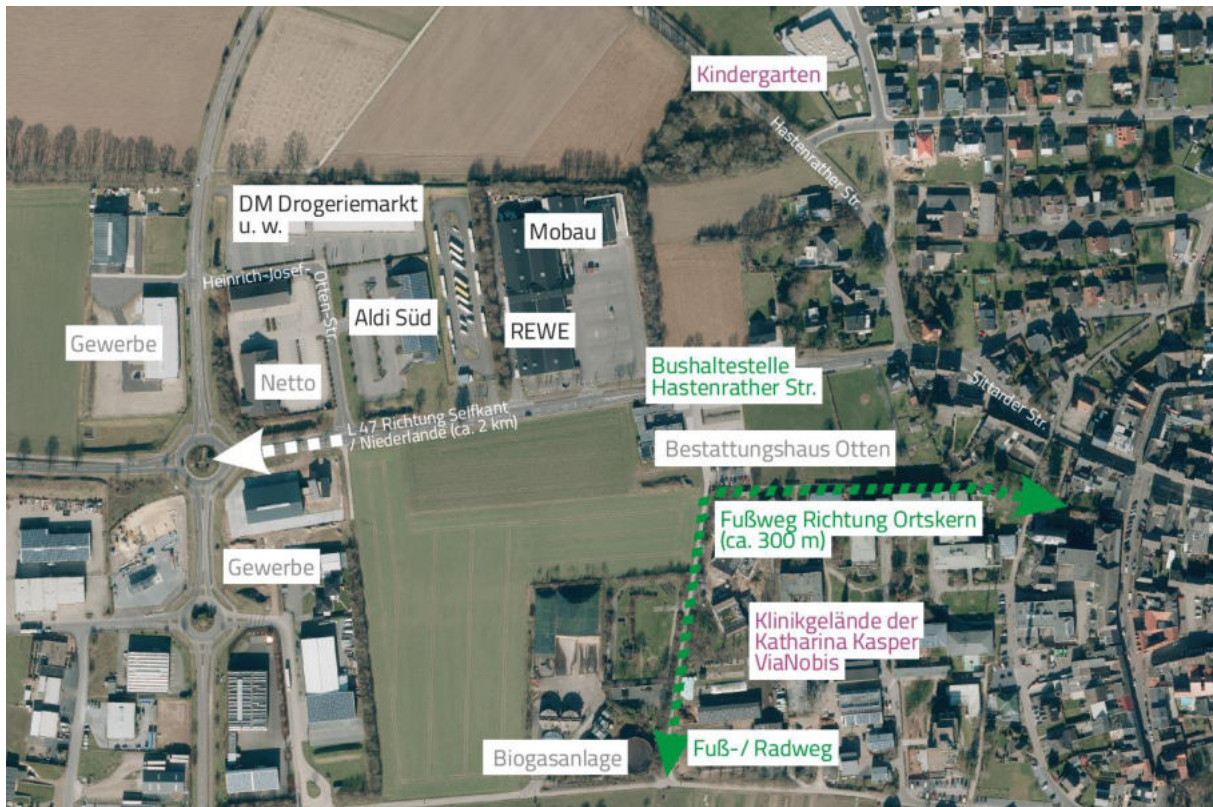 Kindergarten
Hastenrather Str.
DM Drogeriemarkt
u. w.
Mobau
Heinrich-Josef-
Otten-Str.
Aldi Süd
REWE
Gewerbe
Netto
Bushaltestelle
Hastenrather Str.
Sittarder Str.
L 47 Richtung Selfkant
/ Niederlande (ca. 2 km)
Bestattungshaus Otten
Fußweg Richtung Ortskern
(ca. 300 m)
Gewerbe
Klinikgelände der
Katharina Kasper
ViaNobis
Biogasanlage
Fuß-/ Radweg